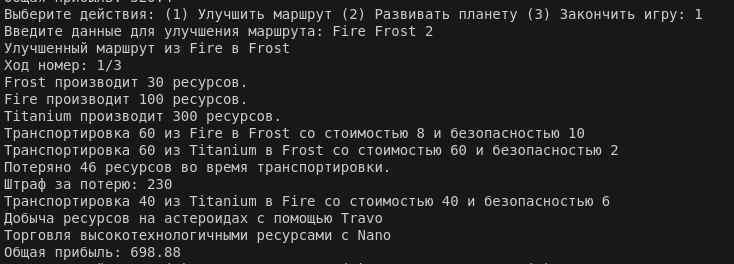 Общая прибыль: 520.4
Выберите действия: (1) Улучшить маршрут (2) Развивать планету (3) Закончить игру: 1
Введите данные для улучшения маршрута: Fire Frost 2
Улучшенный маршрут из Fire в Frost
Ход номер: 1/3
Frost производит 30 ресурсов.
Fire производит 100 ресурсов.
Titanium производит 300 ресурсов.
Транспортировка 60 из Fire в Frost со стоимостью 8 и безопасностью 10
Транспортировка 60 из Titanium в Frost со стоимостью 60 и безопасностью 2
Потеряно 46 ресурсов во время транспортировки.
Штраф за потерю: 230
Транспортировка 40 из Titanium в Fire со стоимостью 40 и безопасностью 6
Добыча ресурсов на астероидах с помощью Travo
Торговля высокотехнологичными ресурсами с Nano
Общая прибыль: 698.88